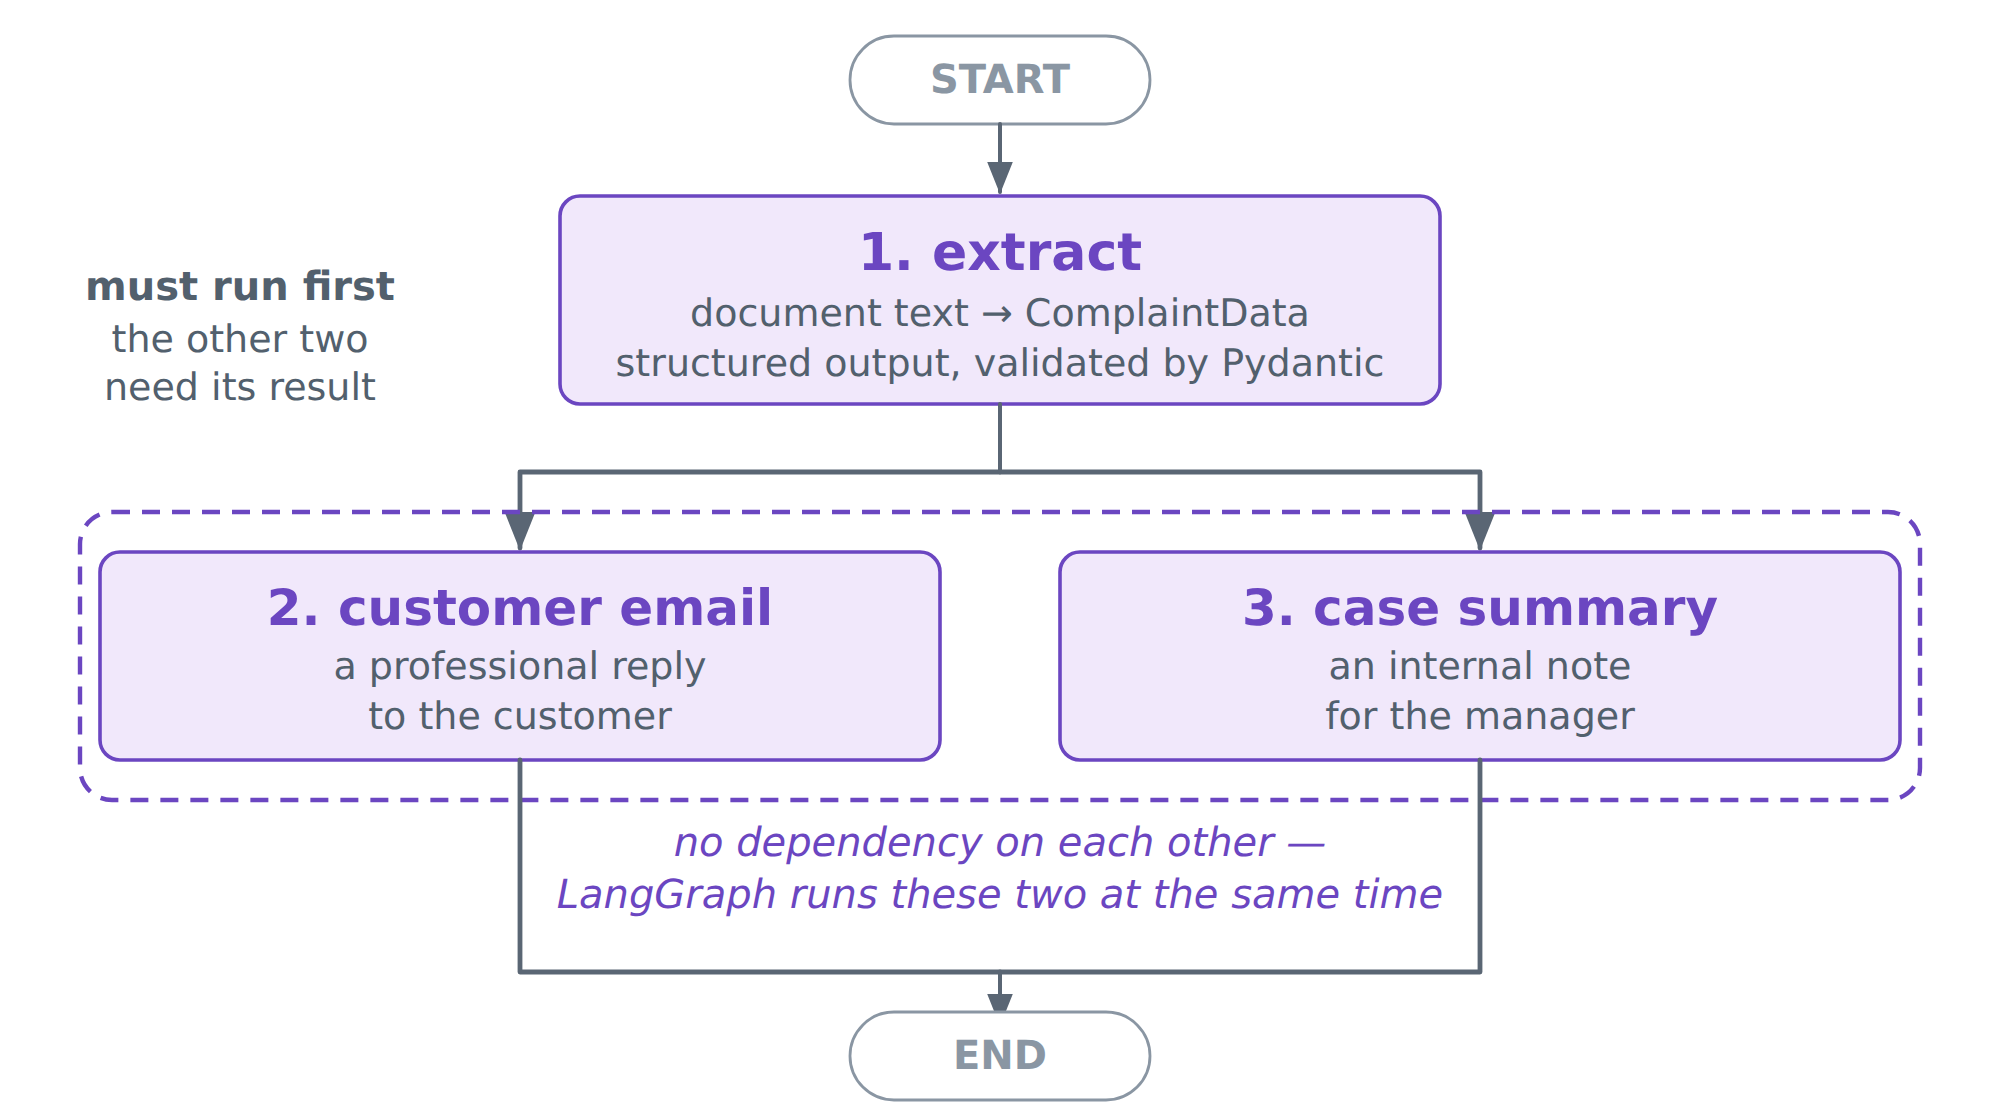 START
1. extract
document text → ComplaintData
structured output, validated by Pydantic
must run first
the other two
need its result
2. customer email
a professional reply
to the customer
3. case summary
an internal note
for the manager
no dependency on each other —
LangGraph runs these two at the same time
END